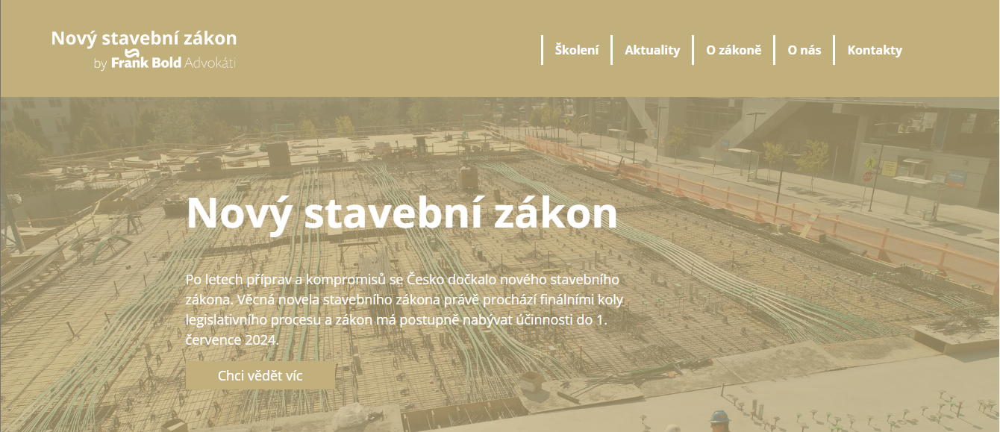 Nový stavební zákon
by Frank Bold Advokáti
Školení
Aktuality
O zákoně
O nás
Kontakty
Nový stavební zákon
Po letech příprav a kompromisů se Česko dočkalo nového stavebního
zákona. Věcná novela stavebního zákona právě prochází finálními koly
legislativního procesu a zákon má postupně nabývat účinnosti do 1.
července 2024.
Chci vědět víc